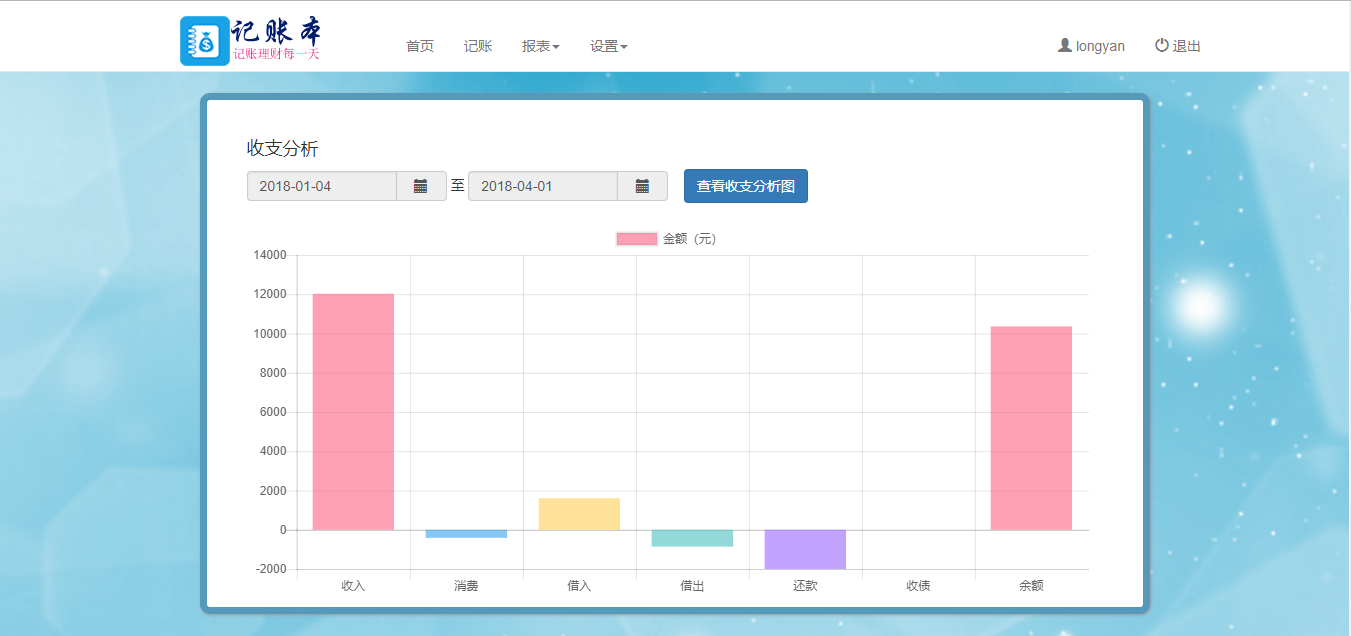 记账本
记账理财每一天
首页 记账 报表 设置 longyan 退出
收支分析
2018-01-04 至 2018-04-01 查看收支分析图
金额（元）
14000
12000
10000
8000
6000
4000
2000
0
-2000
收入 消费 借入 借出 还款 收债 余额